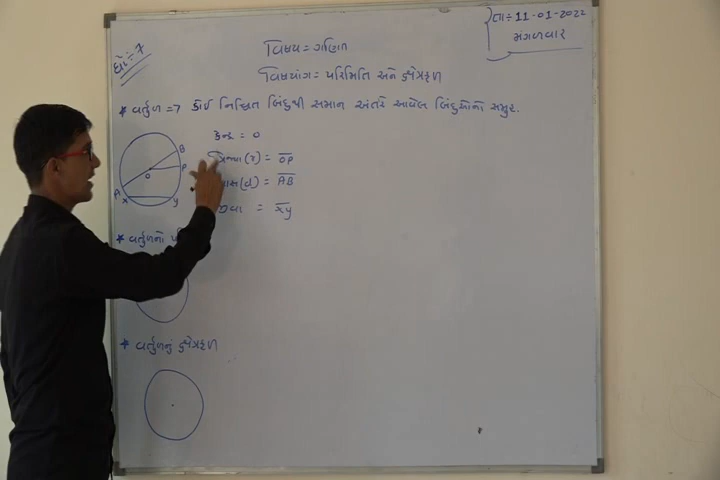 ધો÷ 7
તા÷ 11-01-2022
મંગળવાર
વિષય = ગણિત
વિષયાંગ = પરિમિતિ અને ક્ષેત્રફળ
* વર્તુળ => કોઈ નિશ્ચિત બિંદુથી સમાન અંતરે આવેલ બિંદુઓનો સમુહ.
કેન્દ્ર = O
ત્રિજ્યા (r) = OP
(d) = AB
જીવા = xy
A B P O x y
* વર્તુળનો
* વર્તુળનું ક્ષેત્રફળ